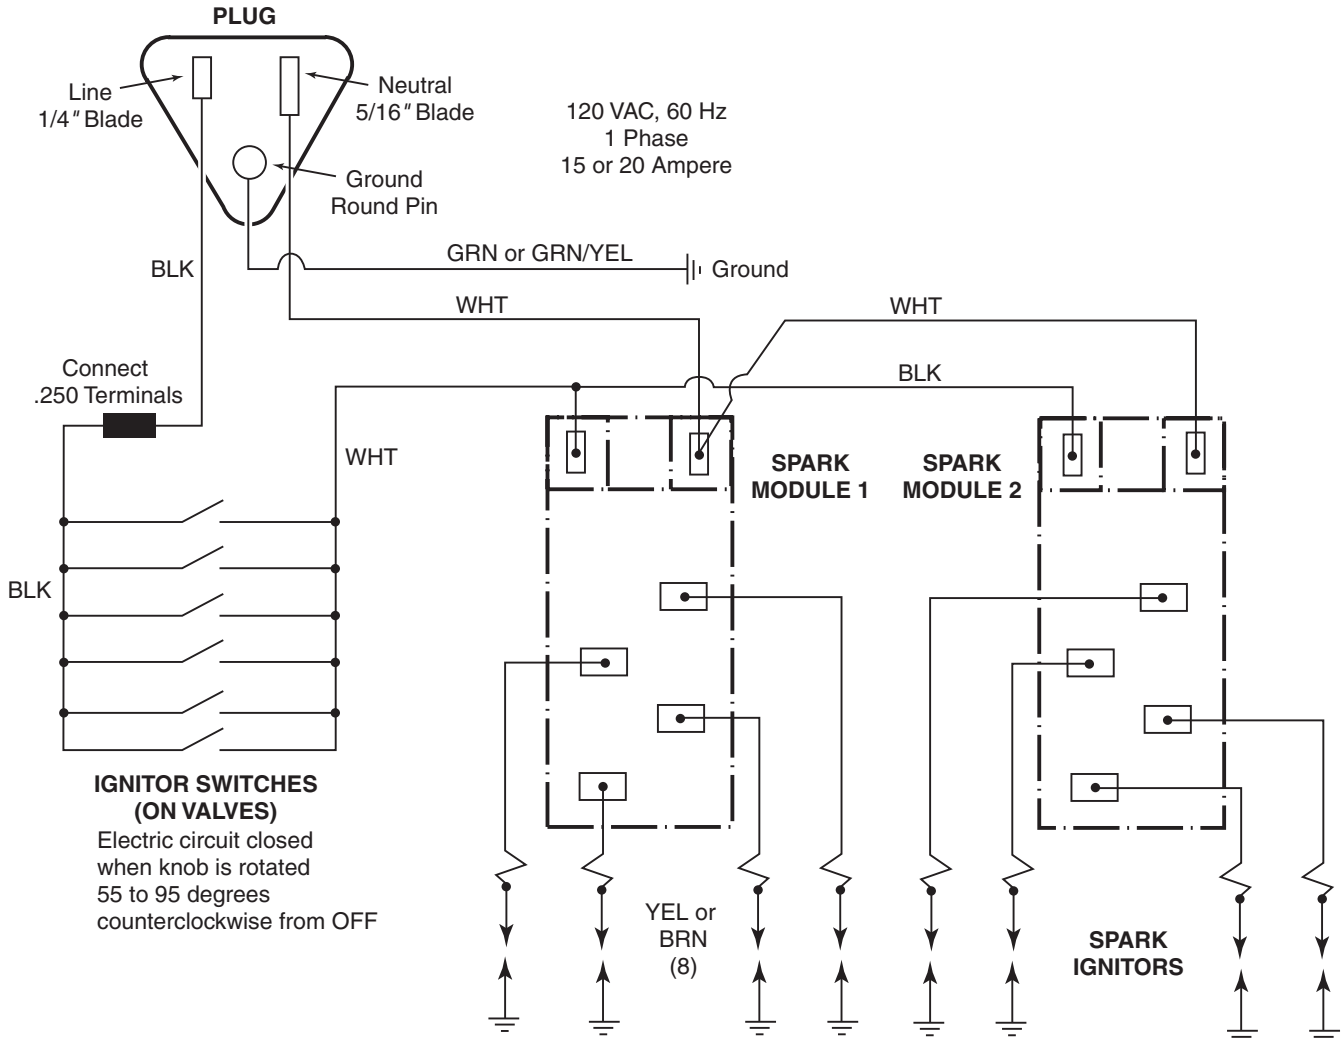 PLUG
Line
1/4" Blade
Neutral
5/16" Blade
120 VAC, 60 Hz
1 Phase
15 or 20 Ampere
Ground
Round Pin
BLK
GRN or GRN/YEL
Ground
WHT
WHT
Connect
.250 Terminals
BLK
WHT
SPARK
MODULE 1
SPARK
MODULE 2
BLK
IGNITOR SWITCHES
(ON VALVES)
Electric circuit closed
when knob is rotated
55 to 95 degrees
counterclockwise from OFF
YEL or
BRN
(8)
SPARK
IGNITORS